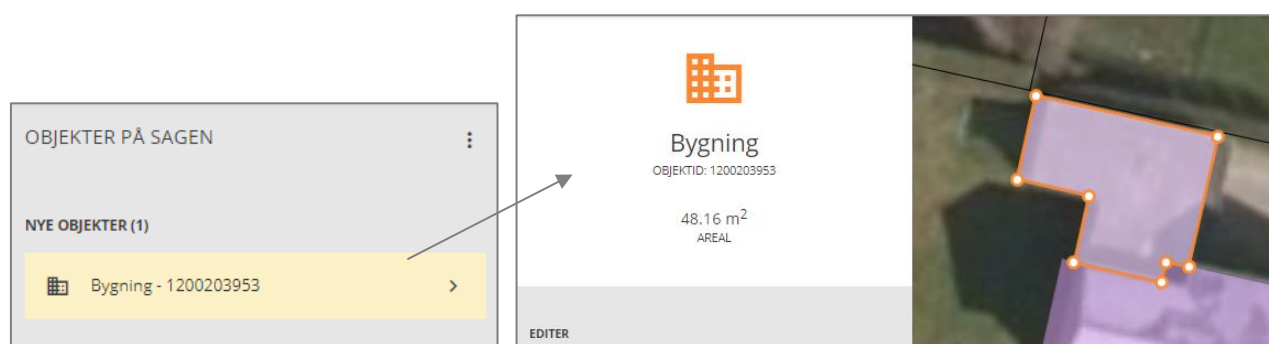 OBJEKTER PÅ SAGEN
NYE OBJEKTER (1)
Bygning - 1200203953
Bygning
OBJEKTID: 1200203953
48.16 m²
AREAL
EDITER